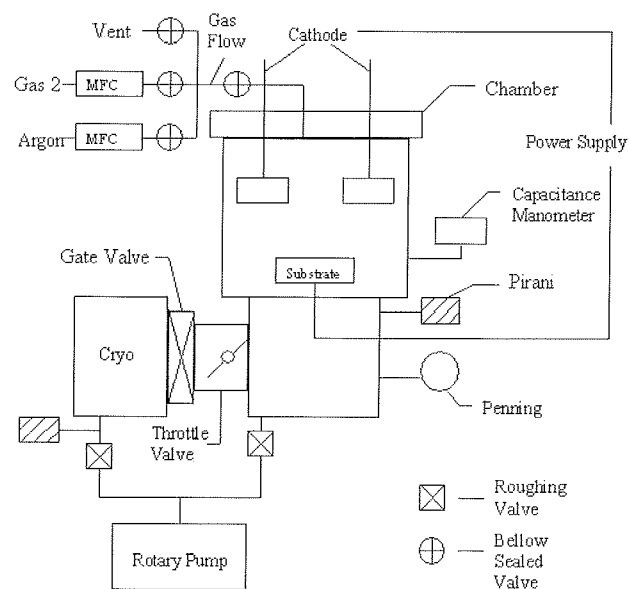 Vent
Gas
Flow
Cathode
Gas 2
MFC
Chamber
Argon
MFC
Power Supply
Capacitance
Manometer
Gate Valve
Substrate
Pirani
Cryo
Penning
Throttle
Valve
Roughing
Valve
Rotary Pump
Bellow
Sealed
Valve